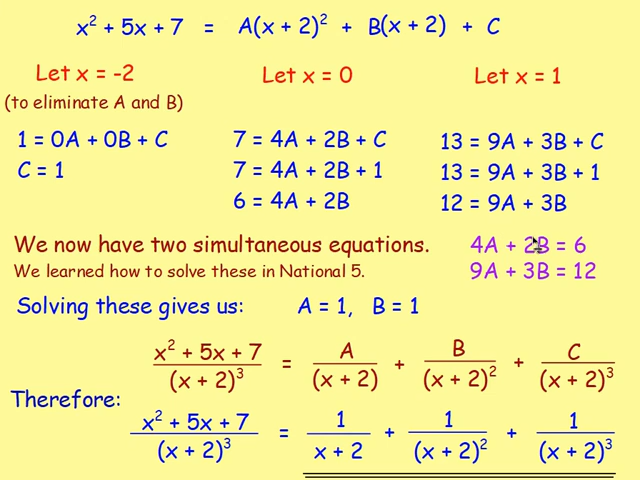 x² + 5x + 7 = A(x + 2)² + B(x + 2) + C
Let x = -2 Let x = 0 Let x = 1
(to eliminate A and B)
1 = 0A + 0B + C 7 = 4A + 2B + C 13 = 9A + 3B + C
C = 1 7 = 4A + 2B + 1 13 = 9A + 3B + 1
6 = 4A + 2B 12 = 9A + 3B
We now have two simultaneous equations. 4A + 2B = 6
We learned how to solve these in National 5. 9A + 3B = 12
Solving these gives us: A = 1, B = 1
x² + 5x + 7 = A + B + C
(x + 2)³ (x + 2) (x + 2)² (x + 2)³
Therefore:
x² + 5x + 7 = 1 + 1 + 1
(x + 2)³ x + 2 (x + 2)² (x + 2)³